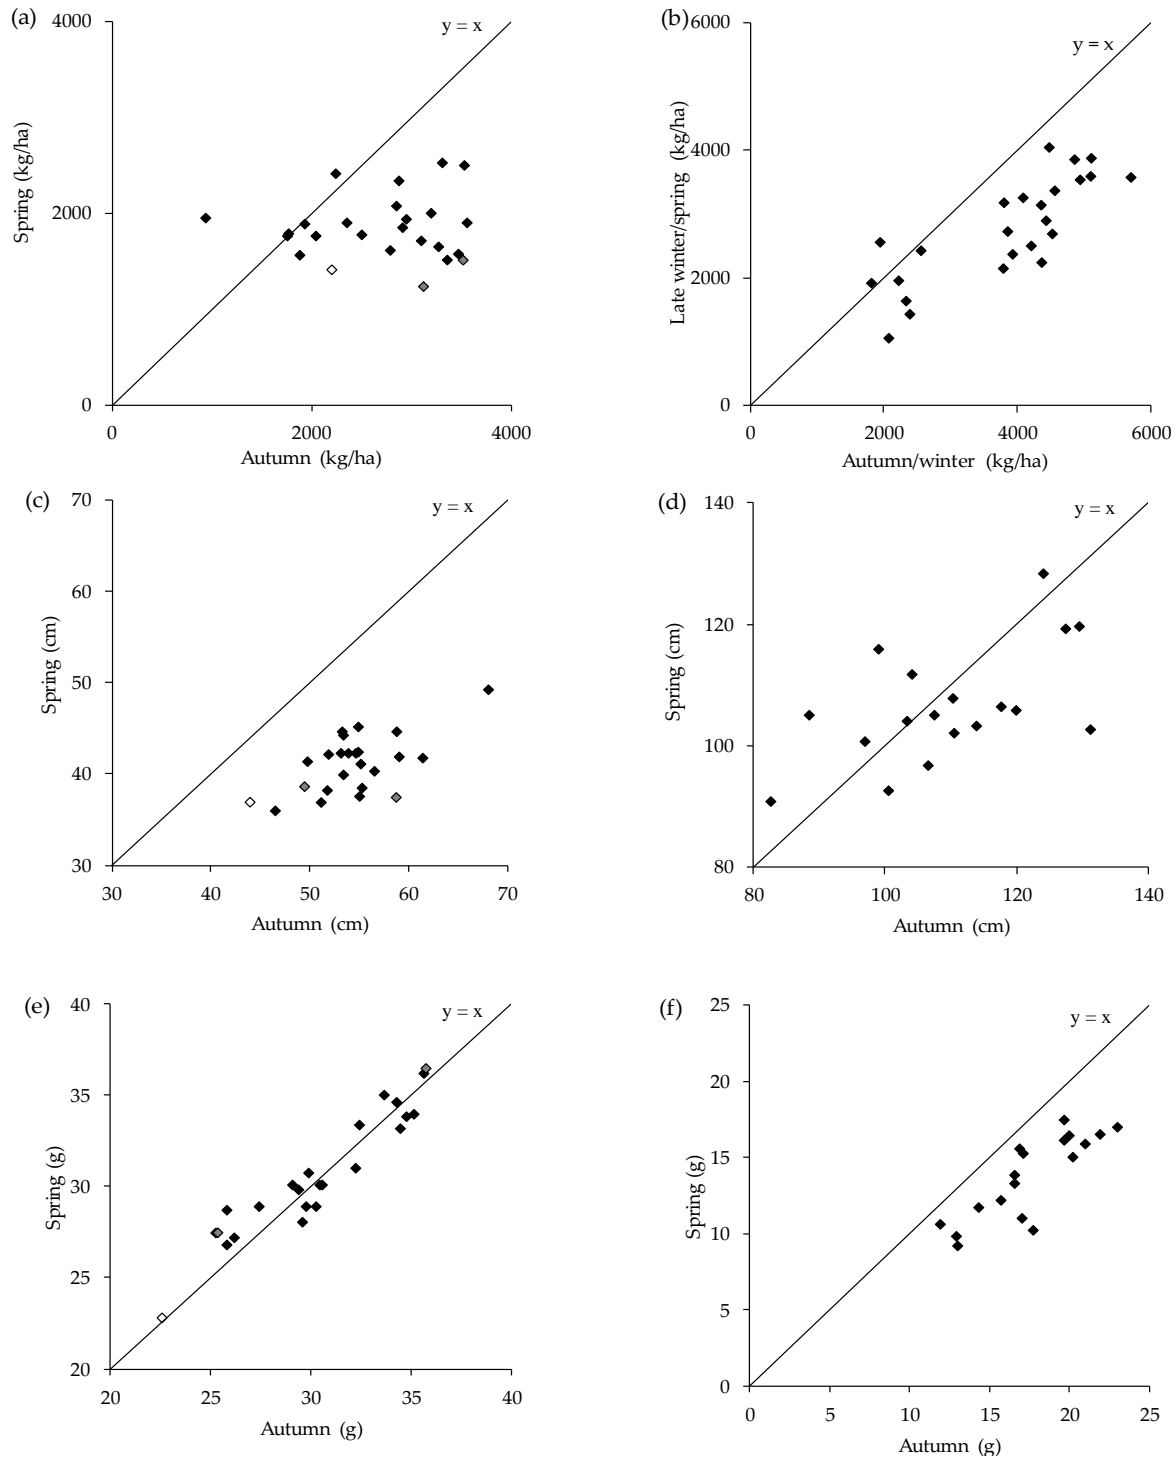 (a)
4000
y = x
Spring (kg/ha)
2000
0
0 2000 4000
Autumn (kg/ha)
(b)
6000
y = x
Late winter/spring (kg/ha)
4000
2000
0
0 2000 4000 6000
Autumn/winter (kg/ha)
(c)
70
y = x
60
Spring (cm)
50
40
30
30 40 50 60 70
Autumn (cm)
(d)
140
y = x
120
Spring (cm)
100
80
80 100 120 140
Autumn (cm)
(e)
40
y = x
35
Spring (g)
30
25
20
20 25 30 35 40
Autumn (g)
(f)
25
y = x
20
Spring (g)
15
10
5
0
0 5 10 15 20 25
Autumn (g)